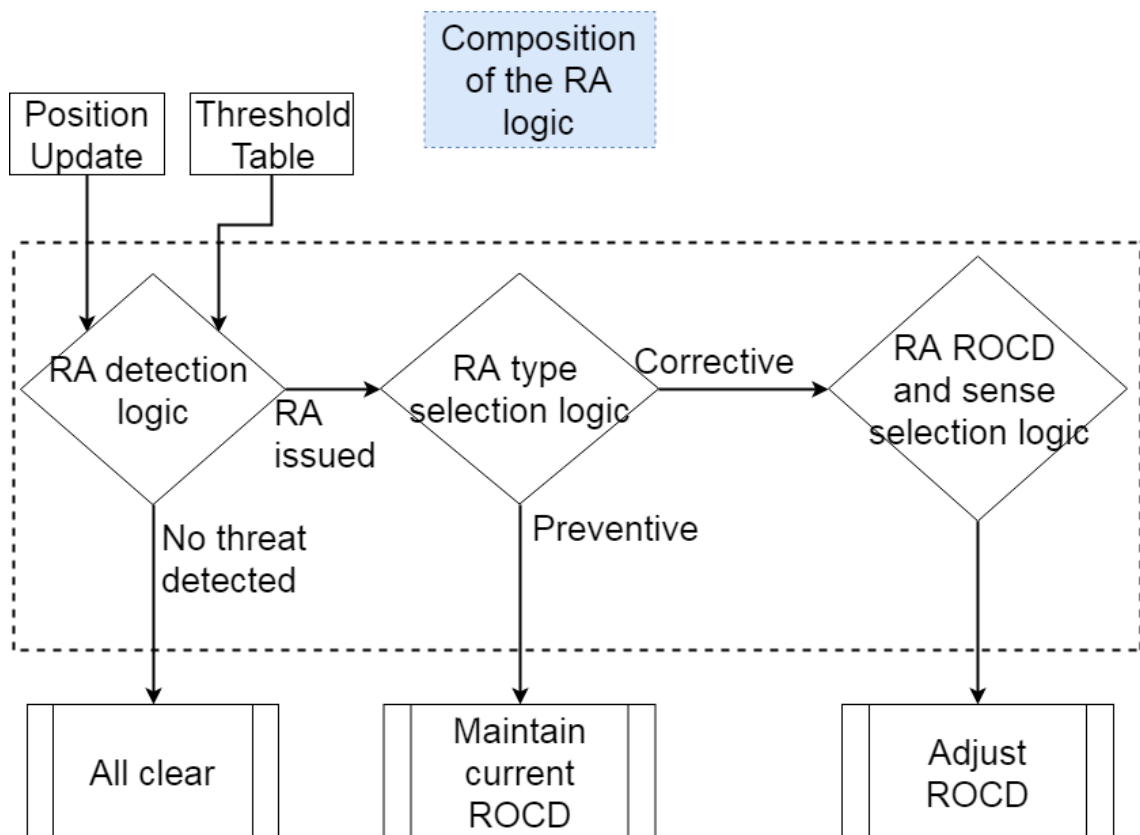 Composition
of the RA
logic
Position
Update
Threshold
Table
RA detection
logic
RA
issued
RA type
selection logic
Corrective
RA ROCD
and sense
selection logic
No threat
detected
Preventive
All clear
Maintain
current
ROCD
Adjust
ROCD